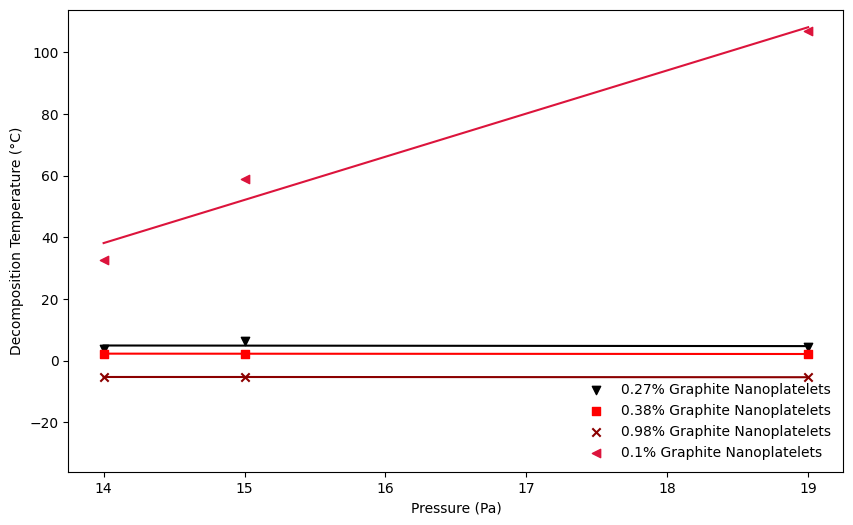 Decomposition Temperature (°C)
100
80
60
40
20
0
−20
14
15
16
17
18
19
Pressure (Pa)
0.27% Graphite Nanoplatelets
0.38% Graphite Nanoplatelets
0.98% Graphite Nanoplatelets
0.1% Graphite Nanoplatelets